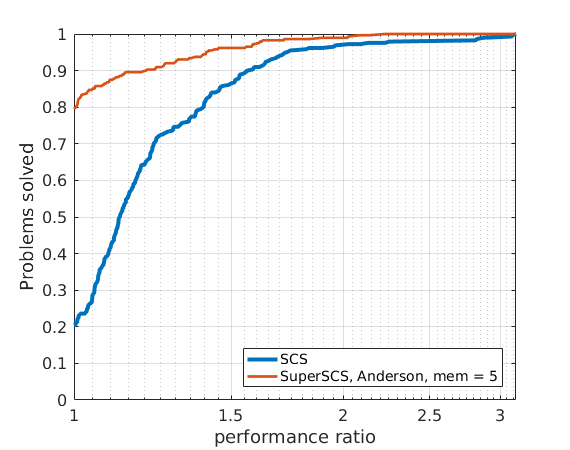 1
0.9
0.8
0.7
0.6
0.5
0.4
0.3
0.2
0.1
0
Problems solved
SCS
SuperSCS, Anderson, mem = 5
1 1.5 2 2.5 3
performance ratio